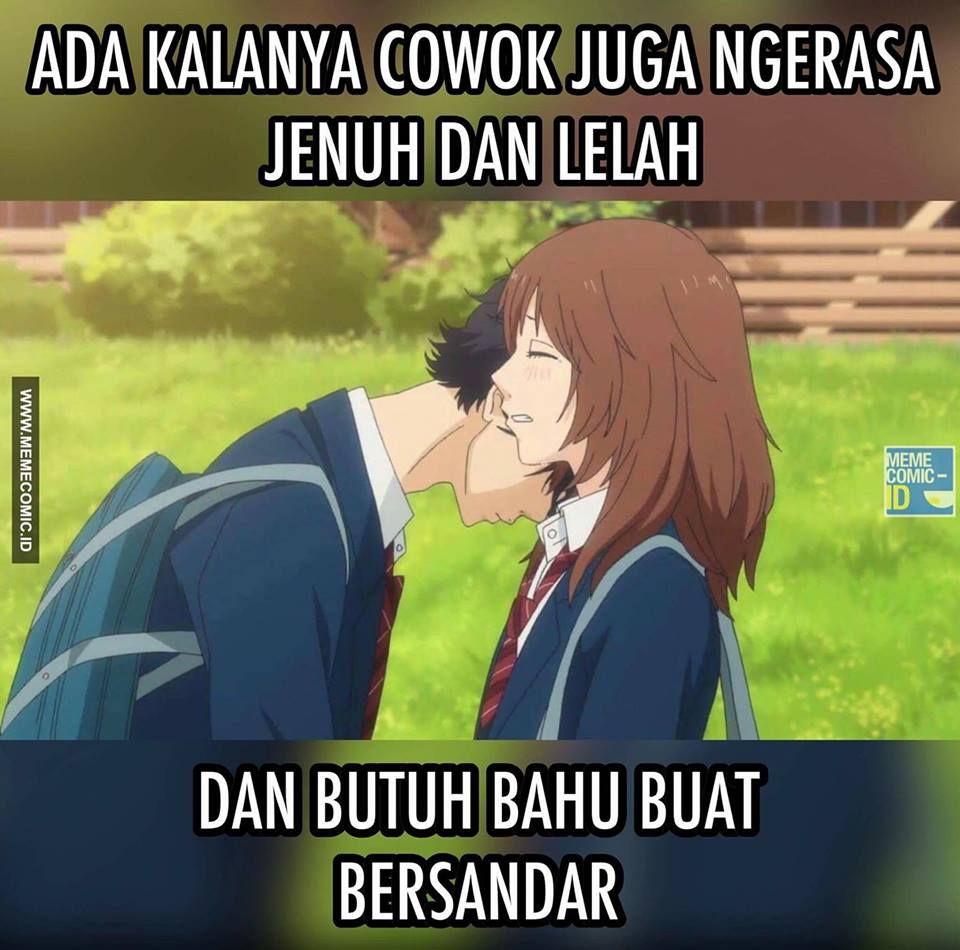 ADA KALANYA COWOK JUGA NGERASA
JENUH DAN LELAH
WWW.MEMECOMIC.ID
MEME
COMIC-
ID
DAN BUTUH BAHU BUAT
BERSANDAR